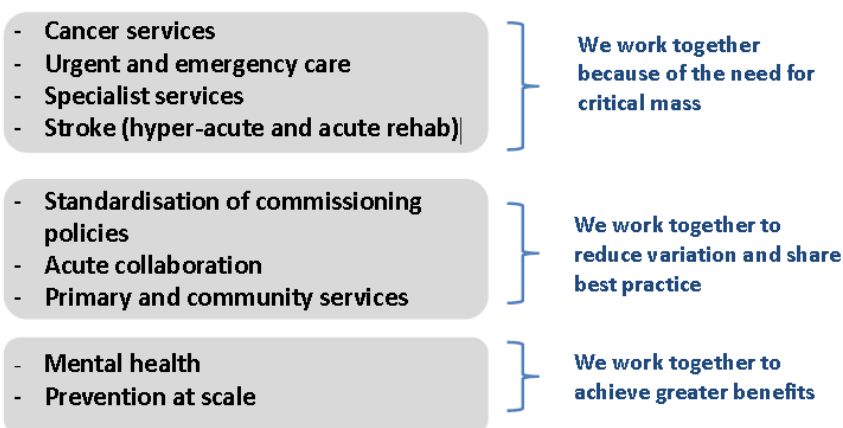 - Cancer services
- Urgent and emergency care
- Specialist services
- Stroke (hyper-acute and acute rehab)
We work together
because of the need for
critical mass
- Standardisation of commissioning
policies
- Acute collaboration
- Primary and community services
We work together to
reduce variation and share
best practice
- Mental health
- Prevention at scale
We work together to
achieve greater benefits